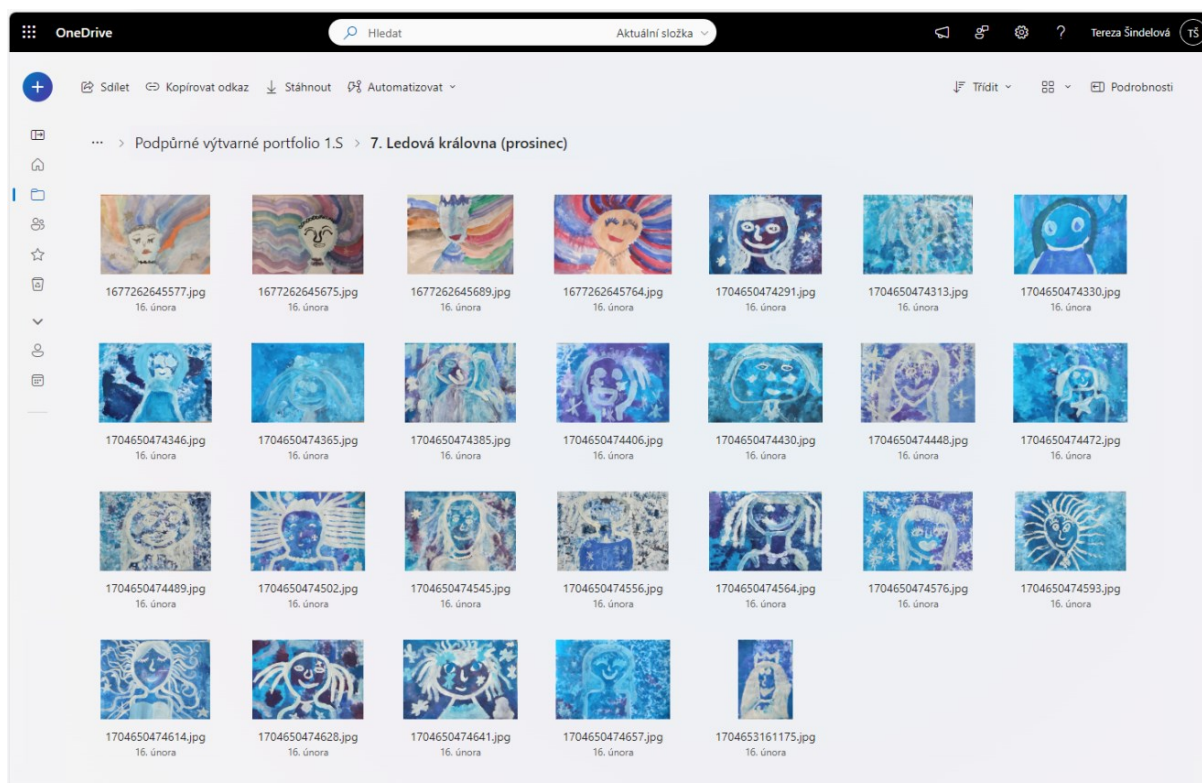 OneDrive
Hledat
Aktuální složka
Tereza Šindelová
TŠ
Sdílet
Kopírovat odkaz
Stáhnout
Automatizovat
Třídit
Podrobnosti
... > Podpůrné výtvarné portfolio 1.S > 7. Ledová královna (prosinec)
1677262645577.jpg 1677262645675.jpg 1677262645689.jpg 1677262645764.jpg 1704650474291.jpg 1704650474313.jpg 1704650474330.jpg
16. února 16. února 16. února 16. února 16. února 16. února 16. února
1704650474346.jpg 1704650474365.jpg 1704650474385.jpg 1704650474406.jpg 1704650474430.jpg 1704650474448.jpg 1704650474472.jpg
16. února 16. února 16. února 16. února 16. února 16. února 16. února
1704650474489.jpg 1704650474502.jpg 1704650474545.jpg 1704650474556.jpg 1704650474564.jpg 1704650474576.jpg 1704650474593.jpg
16. února 16. února 16. února 16. února 16. února 16. února 16. února
1704650474614.jpg 1704650474628.jpg 1704650474641.jpg 1704650474657.jpg 1704653161175.jpg
16. února 16. února 16. února 16. února 16. února